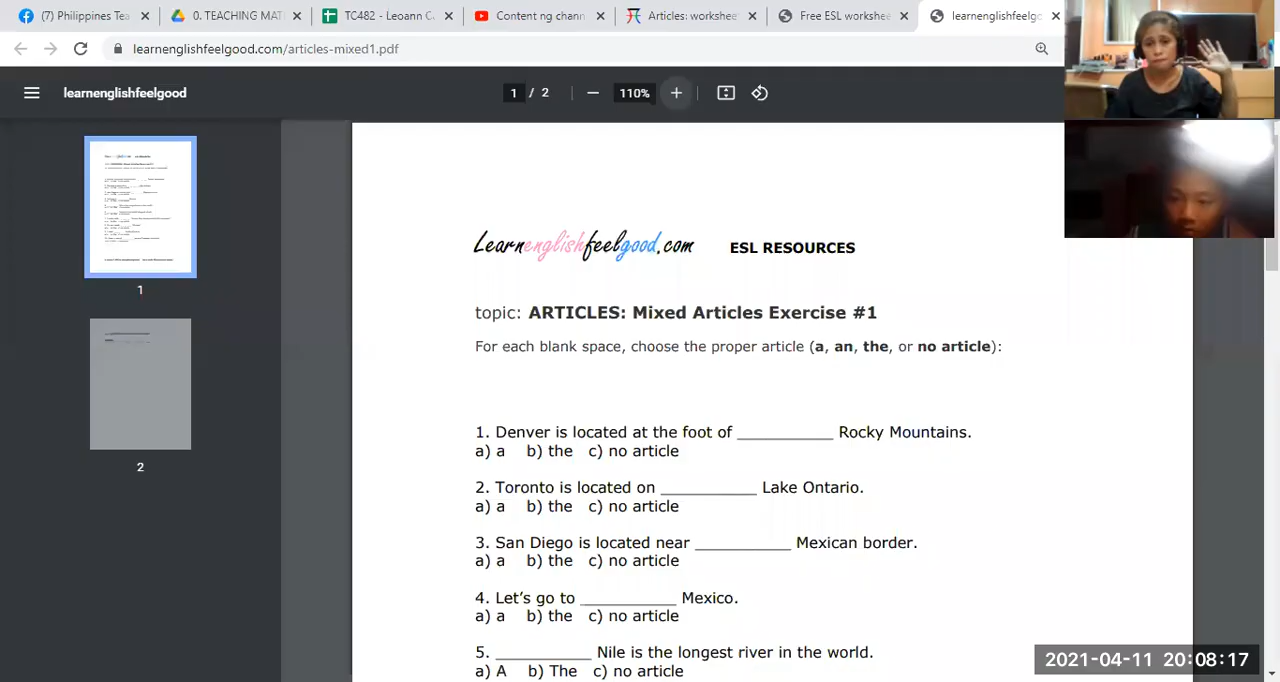 (7) Philippines Tea
0. TEACHING MAT
TC482 - Leoann C
Content ng chann
Articles: workshee
Free ESL workshee
learnenglishfeelgo
learnenglishfeelgood.com/articles-mixed1.pdf
learnenglishfeelgood
1 / 2
110%
1
2
Learnenglishfeelgood.com ESL RESOURCES
topic: ARTICLES: Mixed Articles Exercise #1
For each blank space, choose the proper article (a, an, the, or no article):
1. Denver is located at the foot of ___________ Rocky Mountains.
a) a b) the c) no article
2. Toronto is located on ___________ Lake Ontario.
a) a b) the c) no article
3. San Diego is located near ___________ Mexican border.
a) a b) the c) no article
4. Let's go to ___________ Mexico.
a) a b) the c) no article
5. ___________ Nile is the longest river in the world.
a) A b) The c) no article
2021-04-11 20:08:17